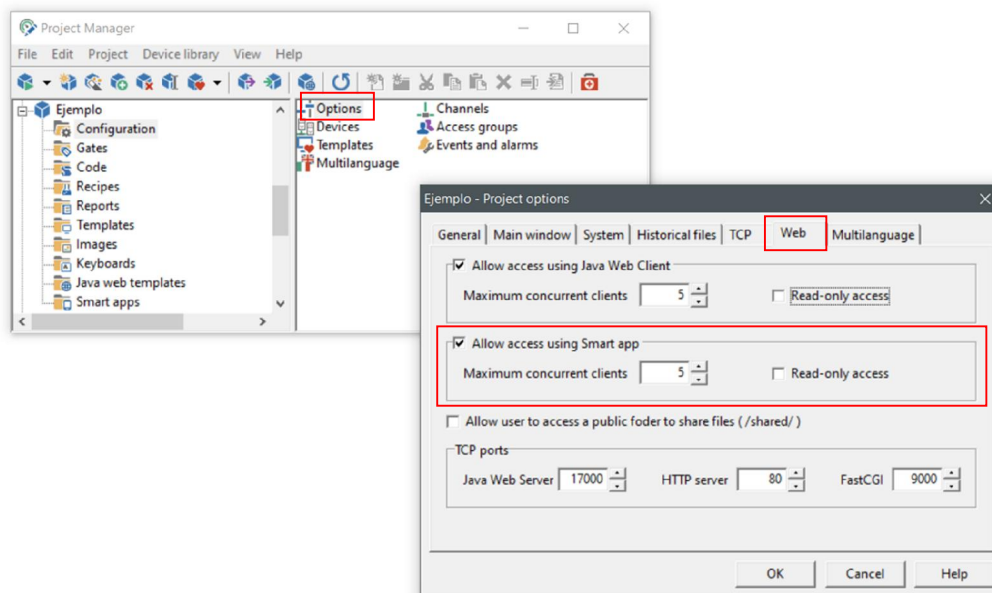 Project Manager
File Edit Project Device library View Help
Ejemplo
Configuration
Gates
Code
Recipes
Reports
Templates
Images
Keyboards
Java web templates
Smart apps
Options
Devices
Templates
Multilanguage
Channels
Access groups
Events and alarms
Ejemplo - Project options
General Main window System Historical files TCP Web Multilanguage
Allow access using Java Web Client
Maximum concurrent clients 5 Read-only access
Allow access using Smart app
Maximum concurrent clients 5 Read-only access
Allow user to access a public foder to share files (/shared/)
TCP ports
Java Web Server 17000 HTTP server 80 FastCGI 9000
OK Cancel Help